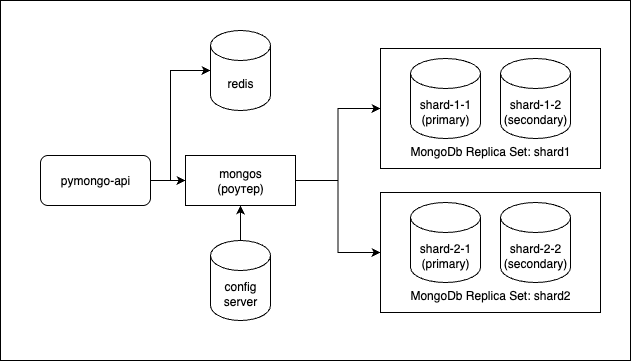 redis
shard-1-1
(primary)
shard-1-2
(secondary)
MongoDb Replica Set: shard1
pymongo-api
mongos
(роутер)
shard-2-1
(primary)
shard-2-2
(secondary)
MongoDb Replica Set: shard2
config
server